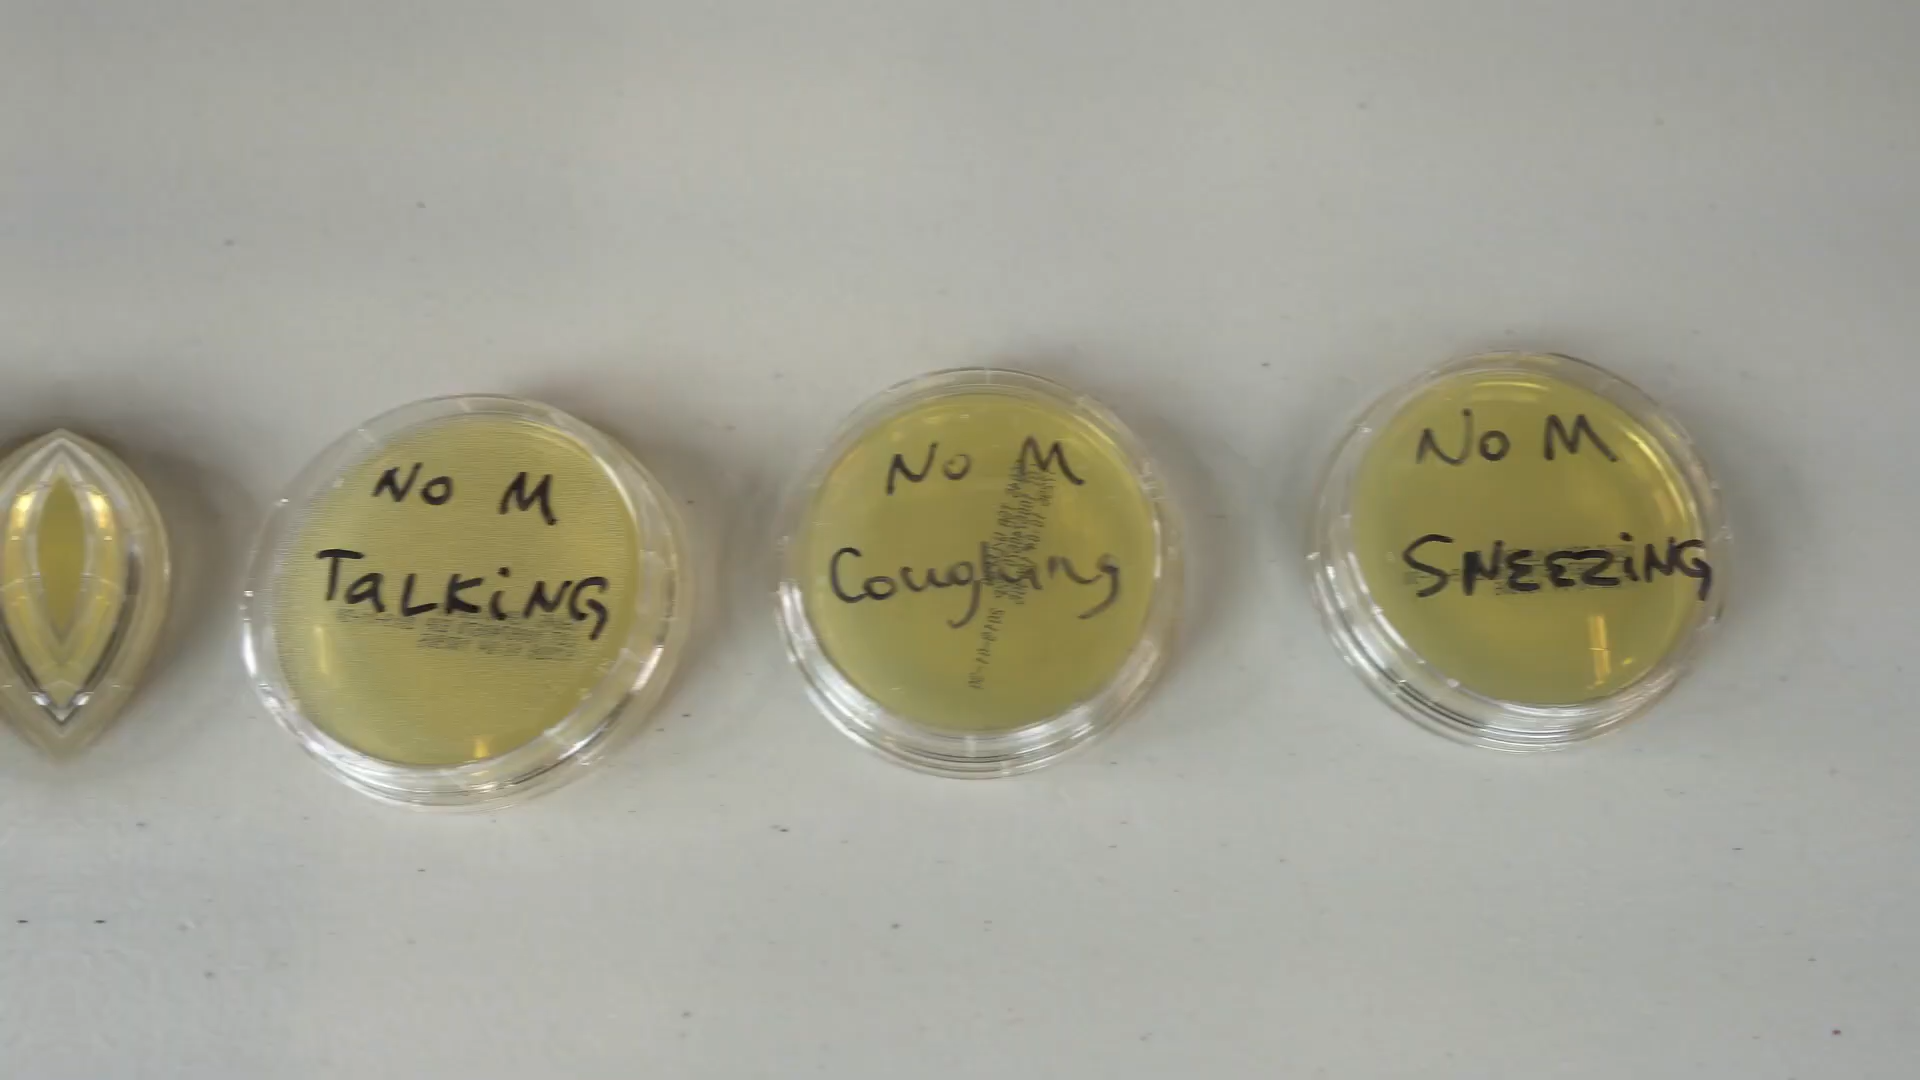 No M
TaLKiNG
No M
Coughing
No M
SNEEZiNG